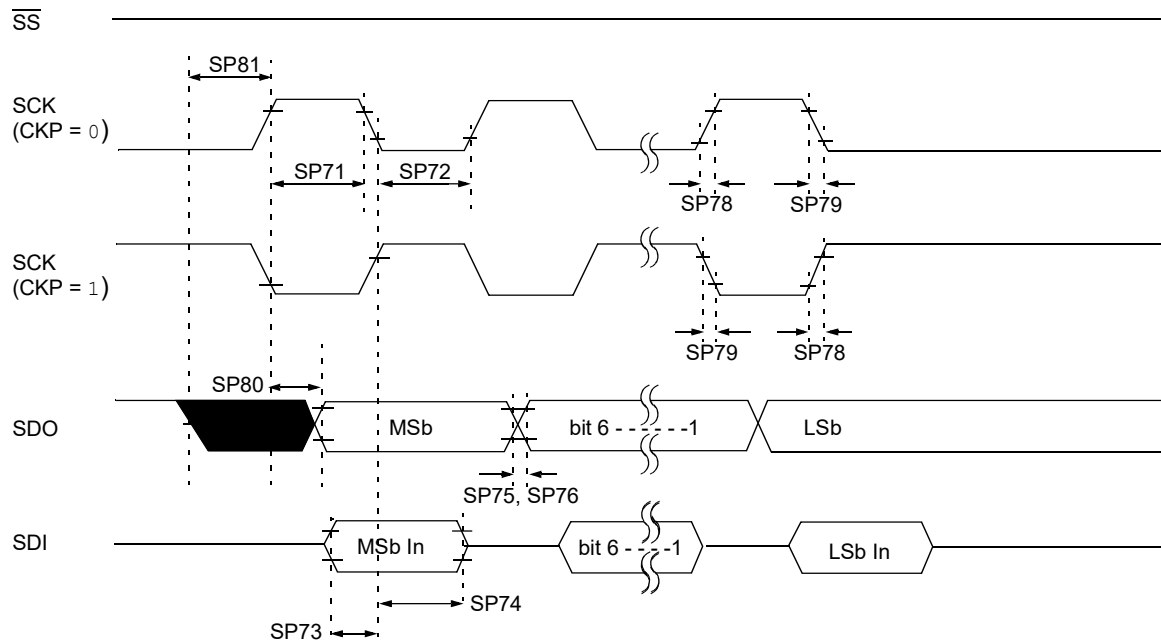 SS
SP81
SCK
(CKP = 0)
SP71
SP72
SP78
SP79
SCK
(CKP = 1)
SP79
SP78
SP80
SDO
MSb
bit 6 - - - - - -1
LSb
SP75, SP76
SDI
MSb In
bit 6 - - - - -1
LSb In
SP74
SP73